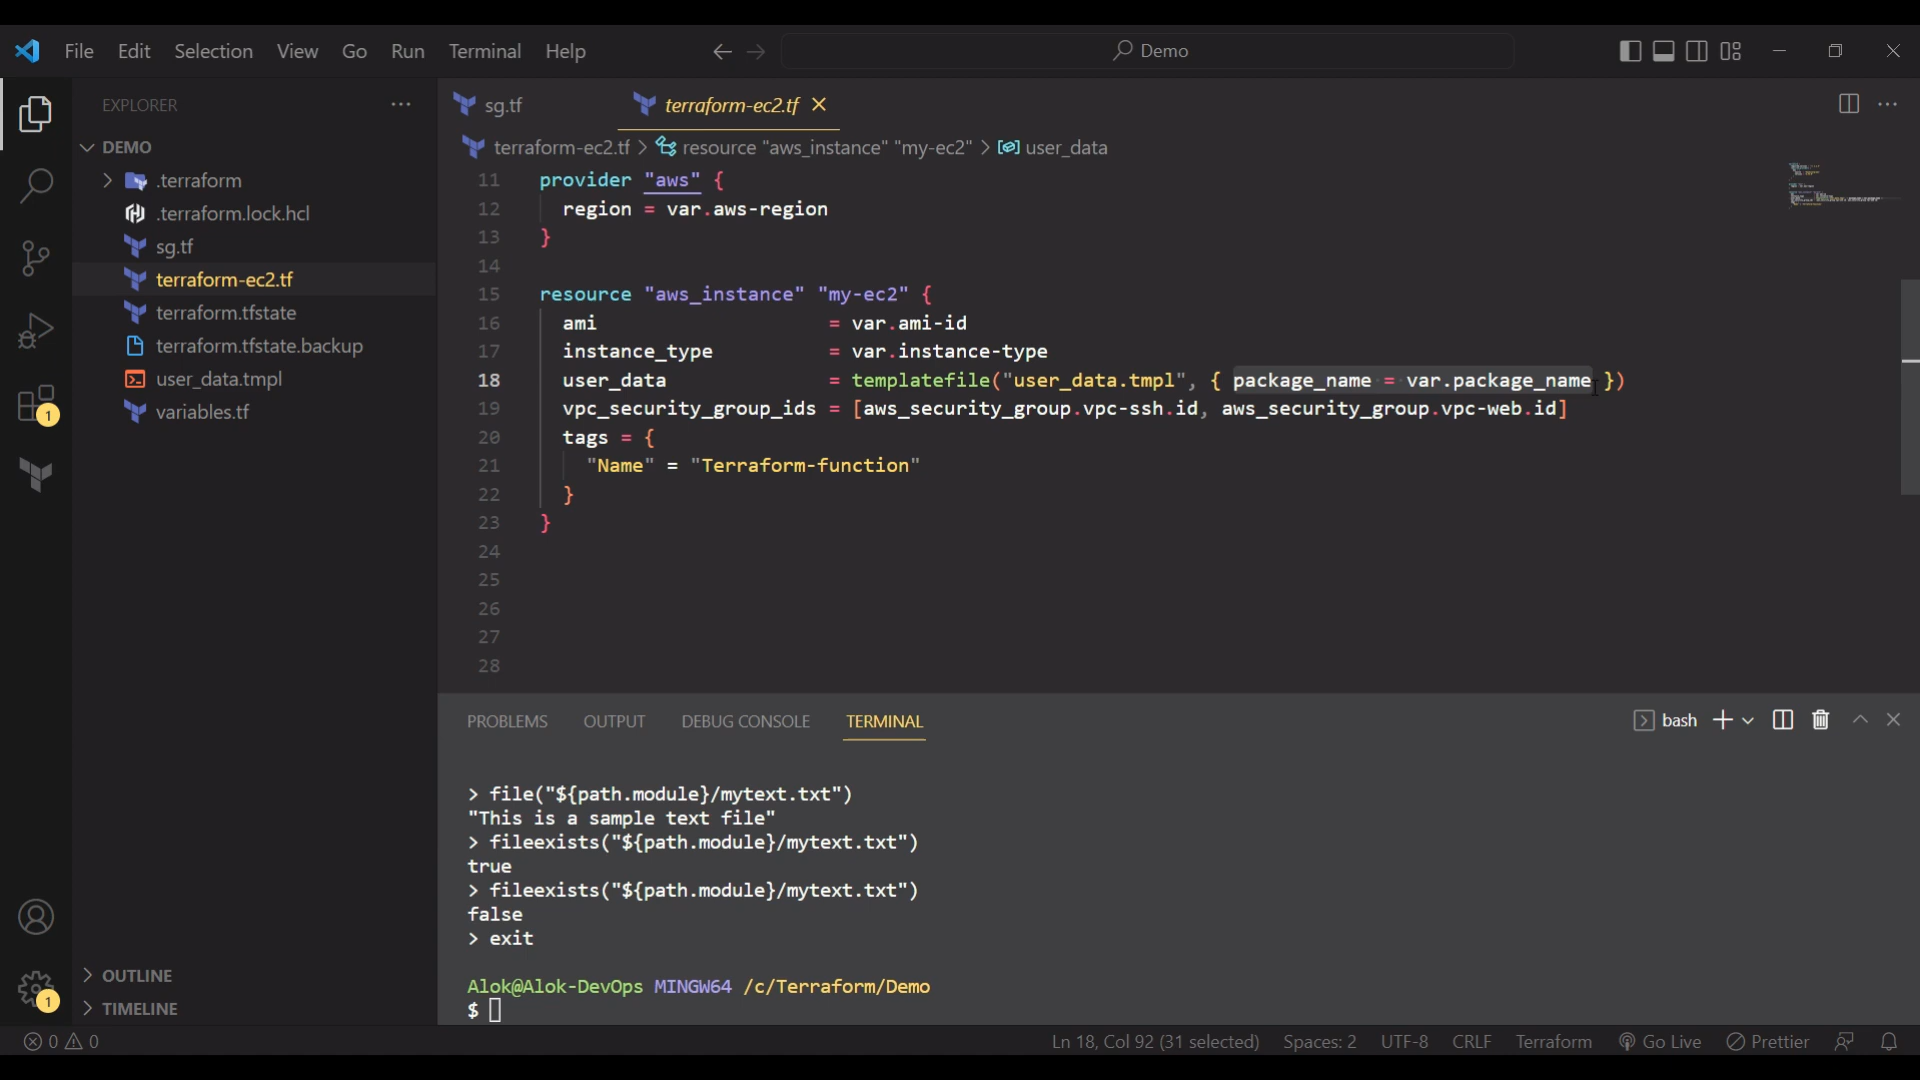 File Edit Selection View Go Run Terminal Help
Demo
EXPLORER
DEMO
.terraform
.terraform.lock.hcl
sg.tf
terraform-ec2.tf
terraform.tfstate
terraform.tfstate.backup
user_data.tmpl
variables.tf
1
OUTLINE
1
TIMELINE
sg.tf
terraform-ec2.tf
terraform-ec2.tf > resource "aws_instance" "my-ec2" > user_data
11 provider "aws" {
12 region = var.aws-region
13 }
14
15 resource "aws_instance" "my-ec2" {
16 ami = var.ami-id
17 instance_type = var.instance-type
18 user_data = templatefile("user_data.tmpl", { package_name = var.package_name })
19 vpc_security_group_ids = [aws_security_group.vpc-ssh.id, aws_security_group.vpc-web.id]
20 tags = {
21 "Name" = "Terraform-function"
22 }
23 }
24
25
26
27
28
PROBLEMS OUTPUT DEBUG CONSOLE TERMINAL
bash
> file("${path.module}/mytext.txt")
"This is a sample text file"
> fileexists("${path.module}/mytext.txt")
true
> fileexists("${path.module}/mytext.txt")
false
> exit
Alok@Alok-DevOps MINGW64 /c/Terraform/Demo
$
0 0 Ln 18, Col 92 (31 selected) Spaces: 2 UTF-8 CRLF Terraform Go Live Prettier